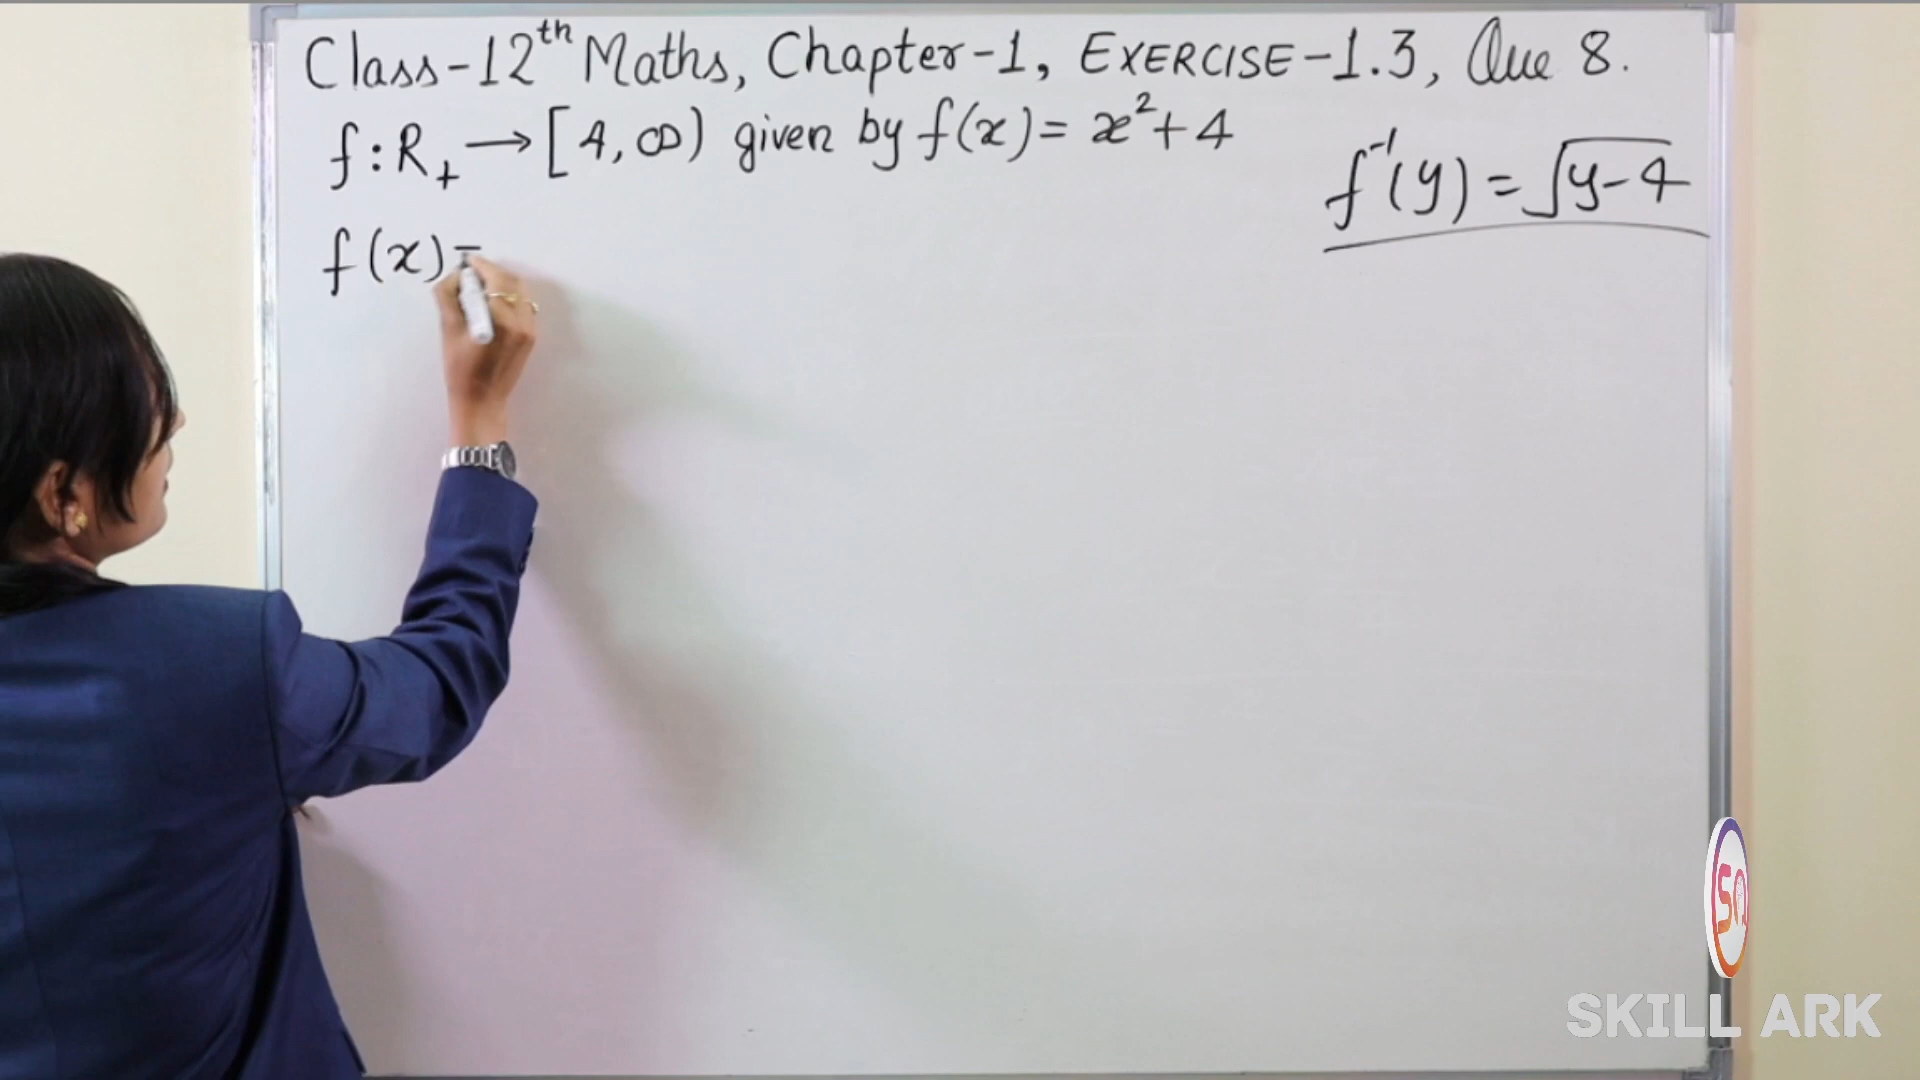 Class-12th Maths, Chapter-1, EXERCISE-1.3, Que 8.
f:R₊ → [4, ∞) given by f(x) = x² + 4
f⁻¹(y) = √y-4
f(x) =
SA
SKILL ARK